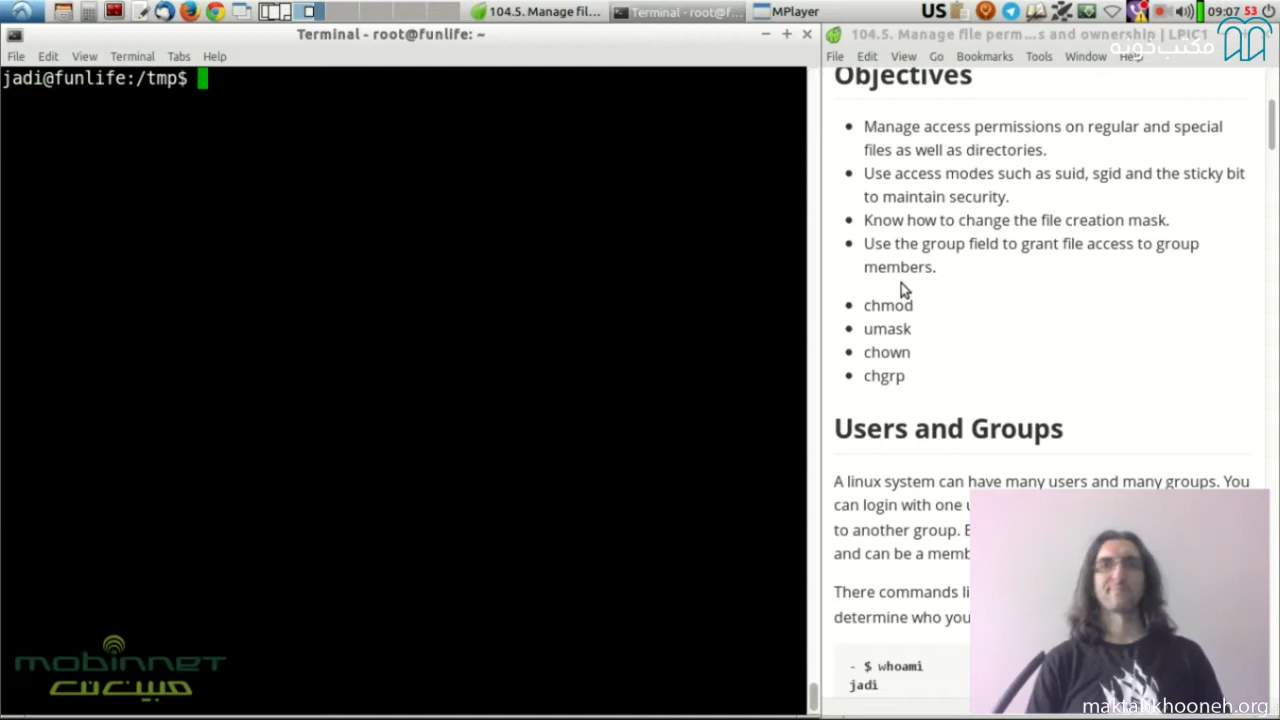 104.5. Manage fil...
Terminal - root@f...
MPlayer
US
09:07 53
Terminal - root@funlife: ~
File Edit View Terminal Tabs Help
jadi@funlife:/tmp$
104.5. Manage file perm...s and ownership | LPIC1
مکتب خونه
File Edit View Go Bookmarks Tools Window Help
Objectives
Manage access permissions on regular and special
files as well as directories.
Use access modes such as suid, sgid and the sticky bit
to maintain security.
Know how to change the file creation mask.
Use the group field to grant file access to group
members.
chmod
umask
chown
chgrp
Users and Groups
A linux system can have many users and many groups. You
can login with one
to another group.
and can be a memb
There commands li
determine who you
- $ whoami
jadi
mobinnet
مبین نت
maktabkhooneh.org